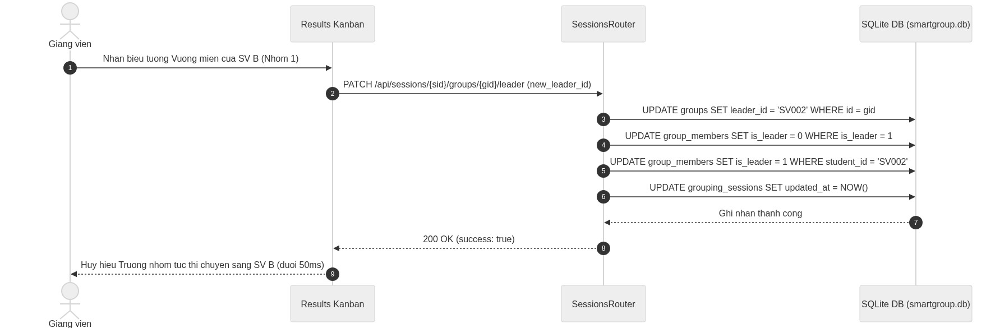 Giang vien
Results Kanban
SessionsRouter
SQLite DB (smartgroup.db)
Nhan bieu tuong Vuong mien cua SV B (Nhom 1)
1
PATCH /api/sessions/{sid}/groups/{gid}/leader (new_leader_id)
2
UPDATE groups SET leader_id = 'SV002' WHERE id = gid
3
UPDATE group_members SET is_leader = 0 WHERE is_leader = 1
4
UPDATE group_members SET is_leader = 1 WHERE student_id = 'SV002'
5
UPDATE grouping_sessions SET updated_at = NOW()
6
Ghi nhan thanh cong
7
200 OK (success: true)
8
Huy hieu Truong nhom tuc thi chuyen sang SV B (duoi 50ms)
9
Giang vien
Results Kanban
SessionsRouter
SQLite DB (smartgroup.db)